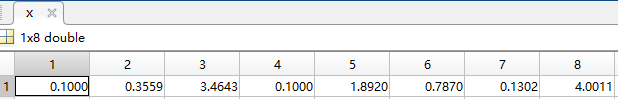 x
1x8 double
1 2 3 4 5 6 7 8
1 0.1000 0.3559 3.4643 0.1000 1.8920 0.7870 0.1302 4.0011